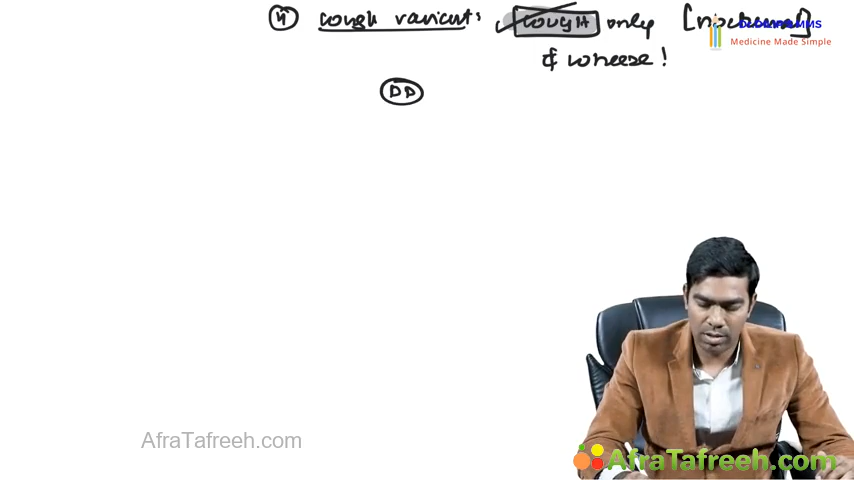 4 cough variant: COUGH only [nocturnal]
Medicine Made Simple
& wheeze!
DD
AfraTafreeh.com
AfraTafreeh.com